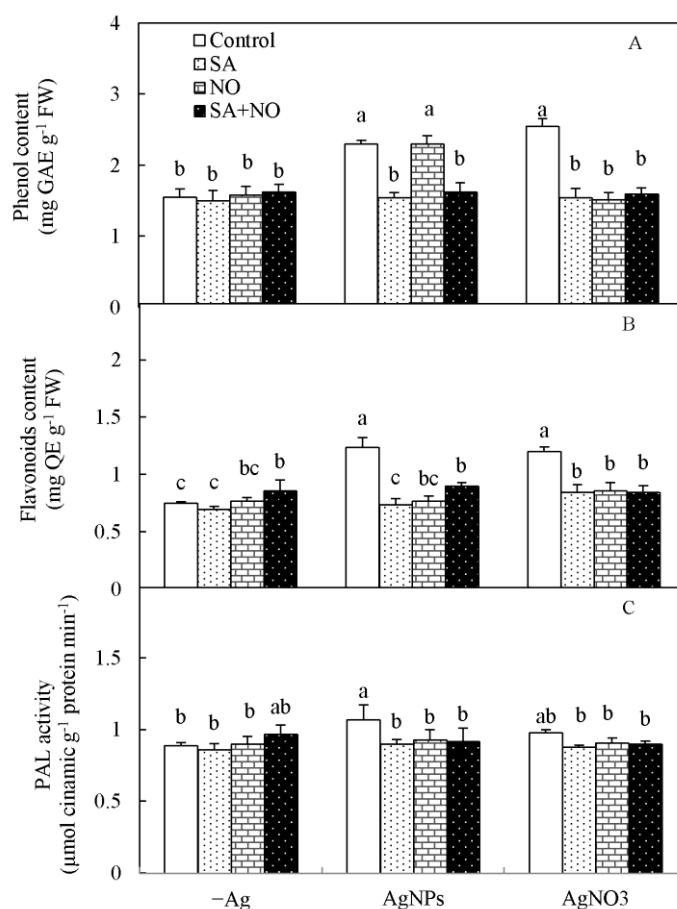 4
Control
SA
NO
SA+NO
A
Phenol content
(mg GAE g⁻¹ FW)
3
2
1
0
b b b b
a b a b
a b b b
B
Flavonoids content
(mg QE g⁻¹ FW)
2
1.5
1
0.5
0
c c bc b
a c bc b
a b b b
C
PAL activity
(μmol cinamic g⁻¹ protein min⁻¹)
1.5
1
0.5
0
b b b ab
a b b b
ab b b b
−Ag AgNPs AgNO3